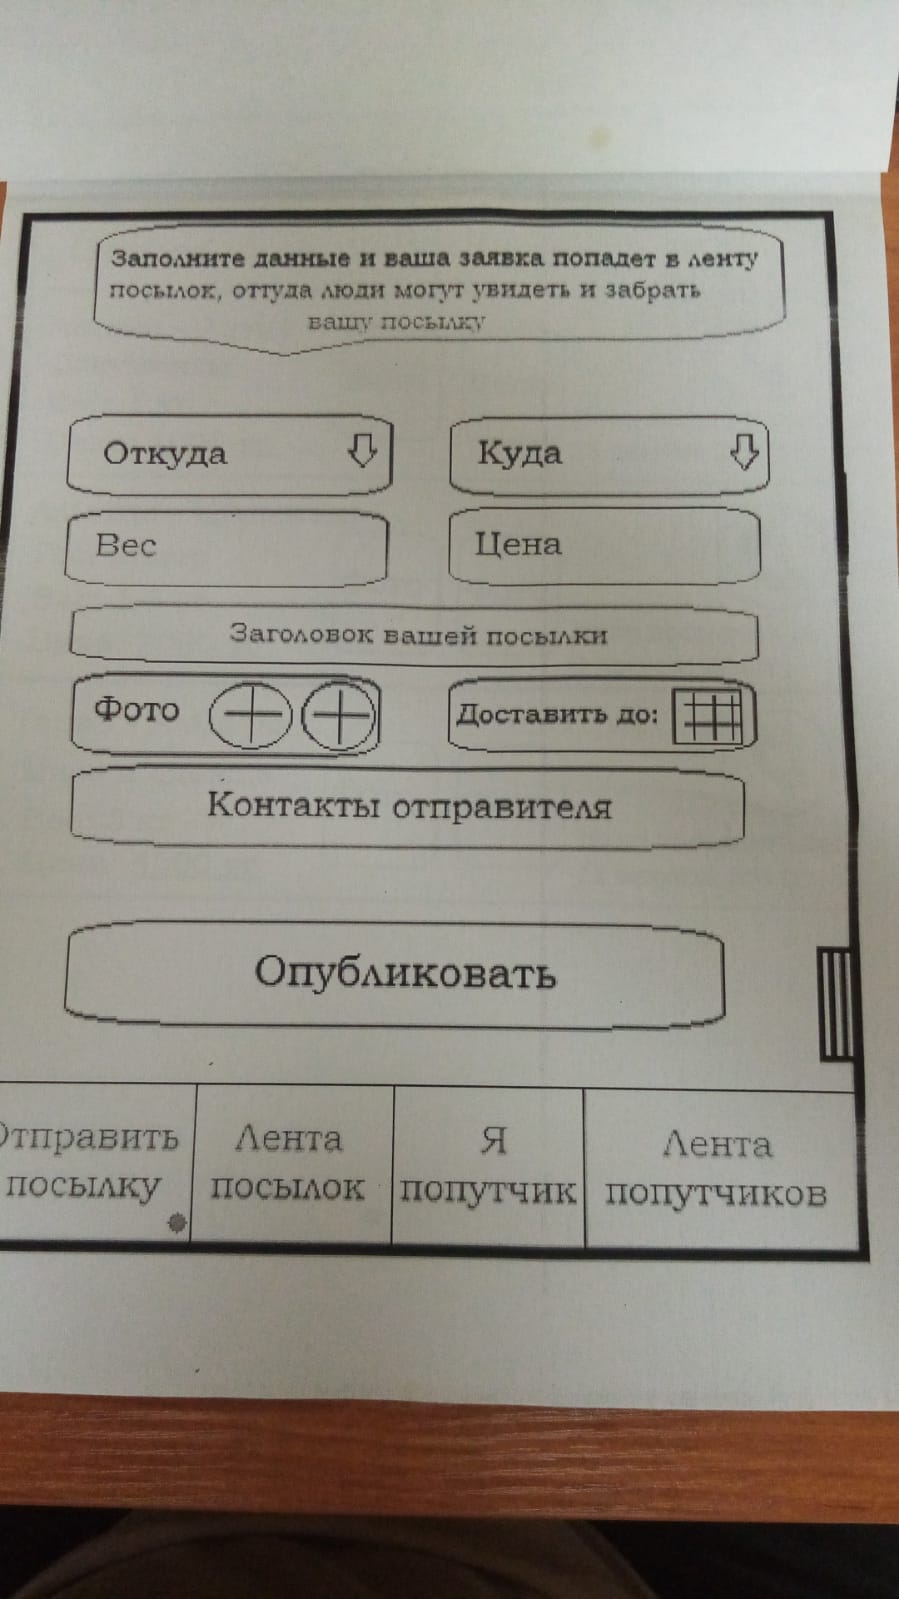 Заполните данные и ваша заявка попадет в ленту
посылок, оттуда люди могут увидеть и забрать
вашу посылку
Откуда
Куда
Вес
Цена
Заголовок вашей посылки
Фото
Доставить до:
Контакты отправителя
Опубликовать
Отправить
посылку
Лента
посылок
Я
попутчик
Лента
попутчиков